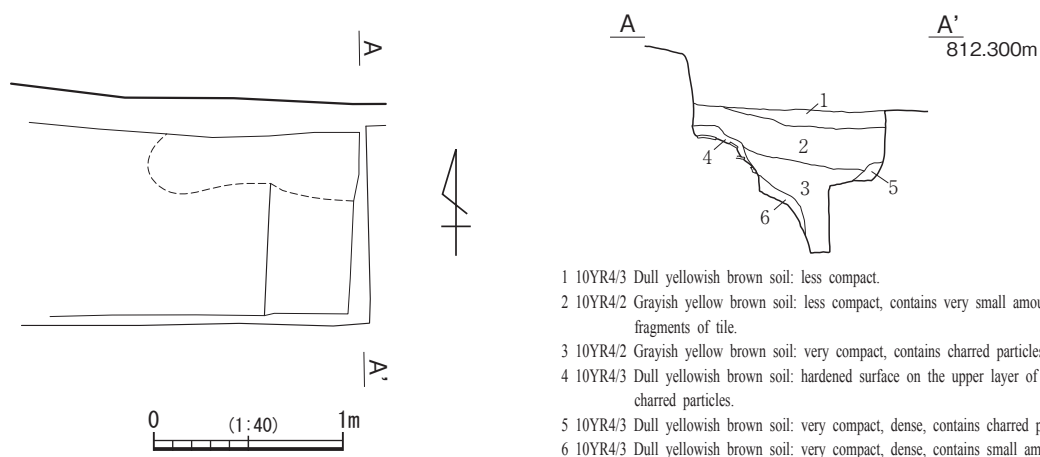 A
A'
0 (1:40) 1m
A A'
812.300m
1
2
3
4
5
6
1 10YR4/3 Dull yellowish brown soil: less compact.
2 10YR4/2 Grayish yellow brown soil: less compact, contains very small
fragments of tile.
3 10YR4/2 Grayish yellow brown soil: very compact, contains charred particles
4 10YR4/3 Dull yellowish brown soil: hardened surface on the upper layer of
charred particles.
5 10YR4/3 Dull yellowish brown soil: very compact, dense, contains charred
6 10YR4/3 Dull yellowish brown soil: very compact, dense, contains small